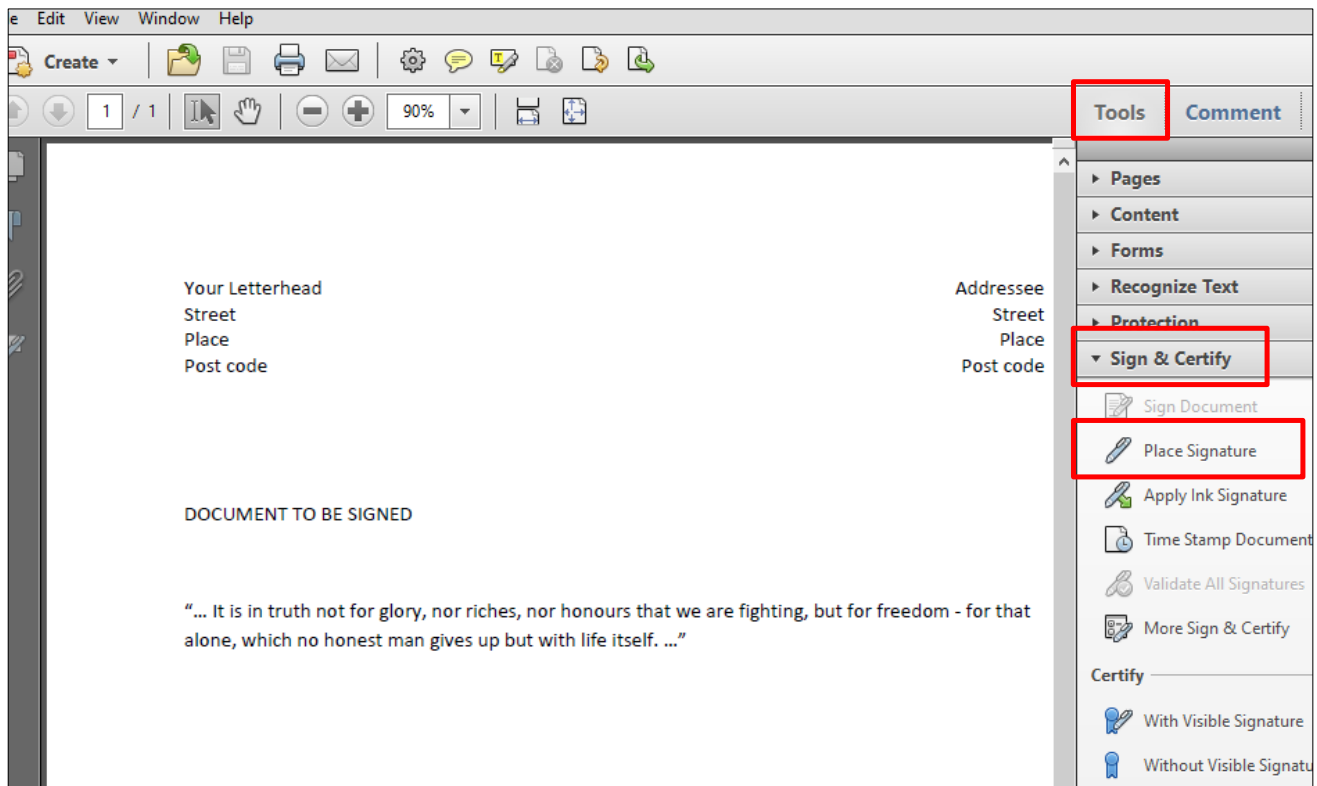 e Edit View Window Help
Create
1 / 1 90%
Tools Comment
Pages
Content
Forms
Recognize Text
Protection
Sign & Certify
Sign Document
Place Signature
Apply Ink Signature
Time Stamp Document
Validate All Signatures
More Sign & Certify
Certify
With Visible Signature
Without Visible Signatu
Your Letterhead Addressee
Street Street
Place Place
Post code Post code
DOCUMENT TO BE SIGNED
“... It is in truth not for glory, nor riches, nor honours that we are fighting, but for freedom - for that
alone, which no honest man gives up but with life itself. ...”